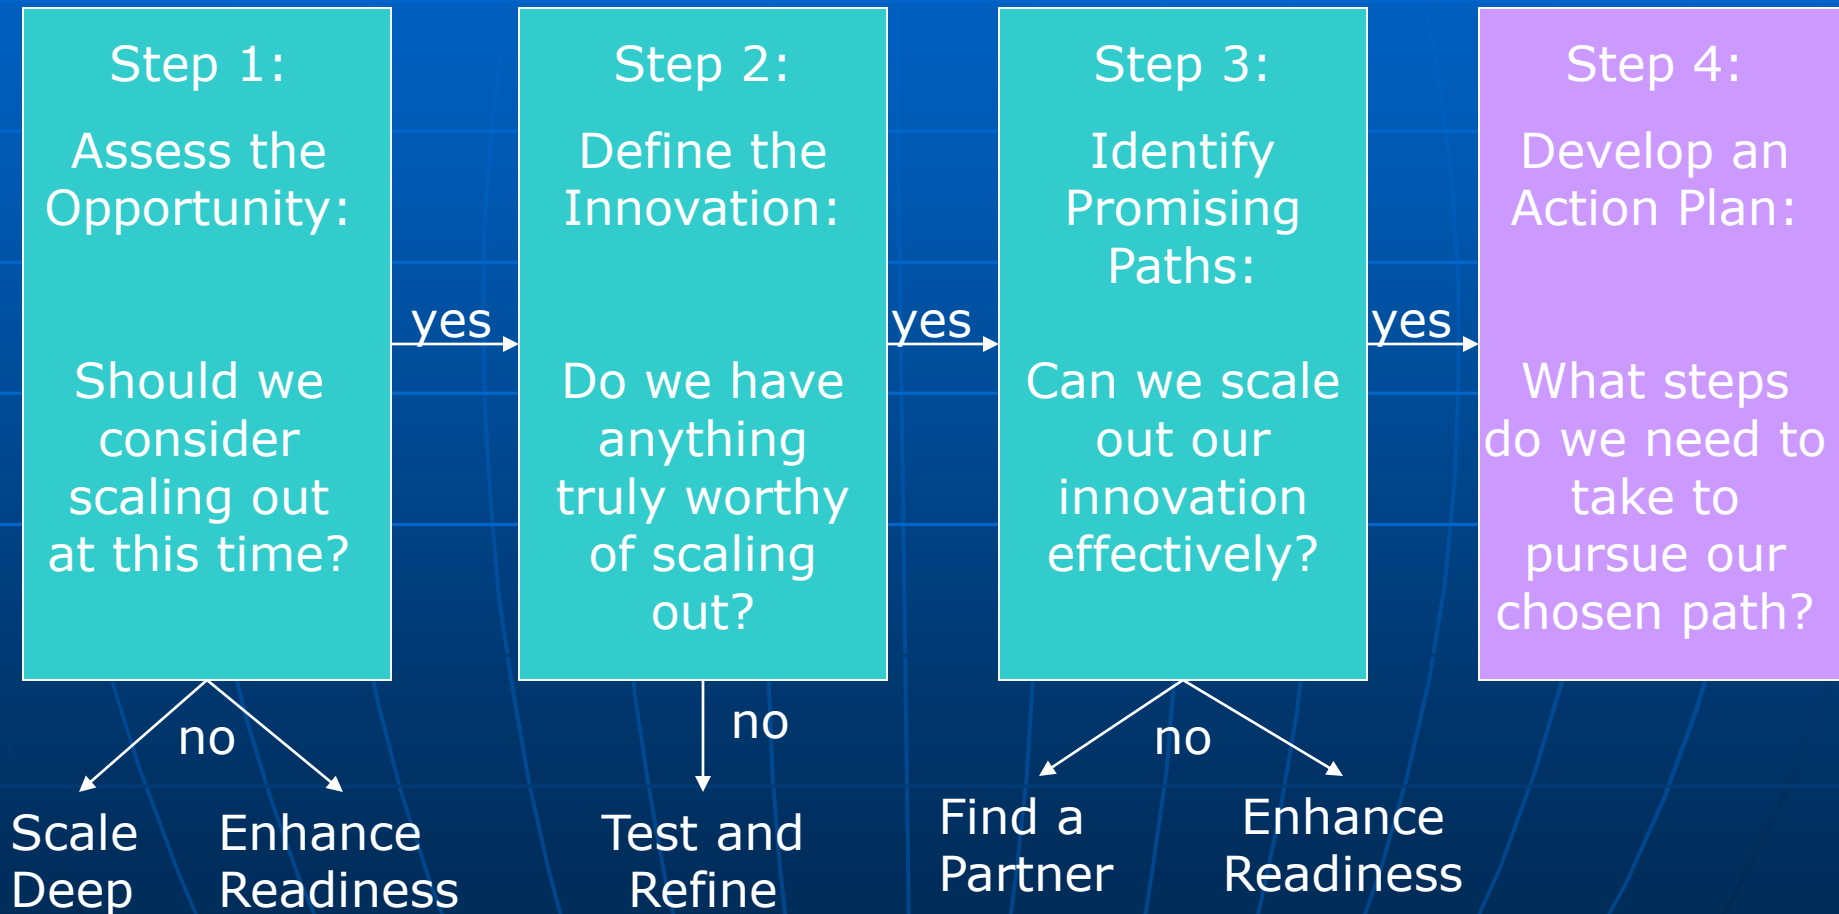 Step 1:
Assess the
Opportunity:
Should we
consider
scaling out
at this time?
yes
Step 2:
Define the
Innovation:
Do we have
anything
truly worthy
of scaling
out?
yes
Step 3:
Identify
Promising
Paths:
Can we scale
out our
innovation
effectively?
yes
Step 4:
Develop an
Action Plan:
What steps
do we need to
take to
pursue our
chosen path?
no
Scale
Deep
Enhance
Readiness
no
Test and
Refine
no
Find a
Partner
Enhance
Readiness